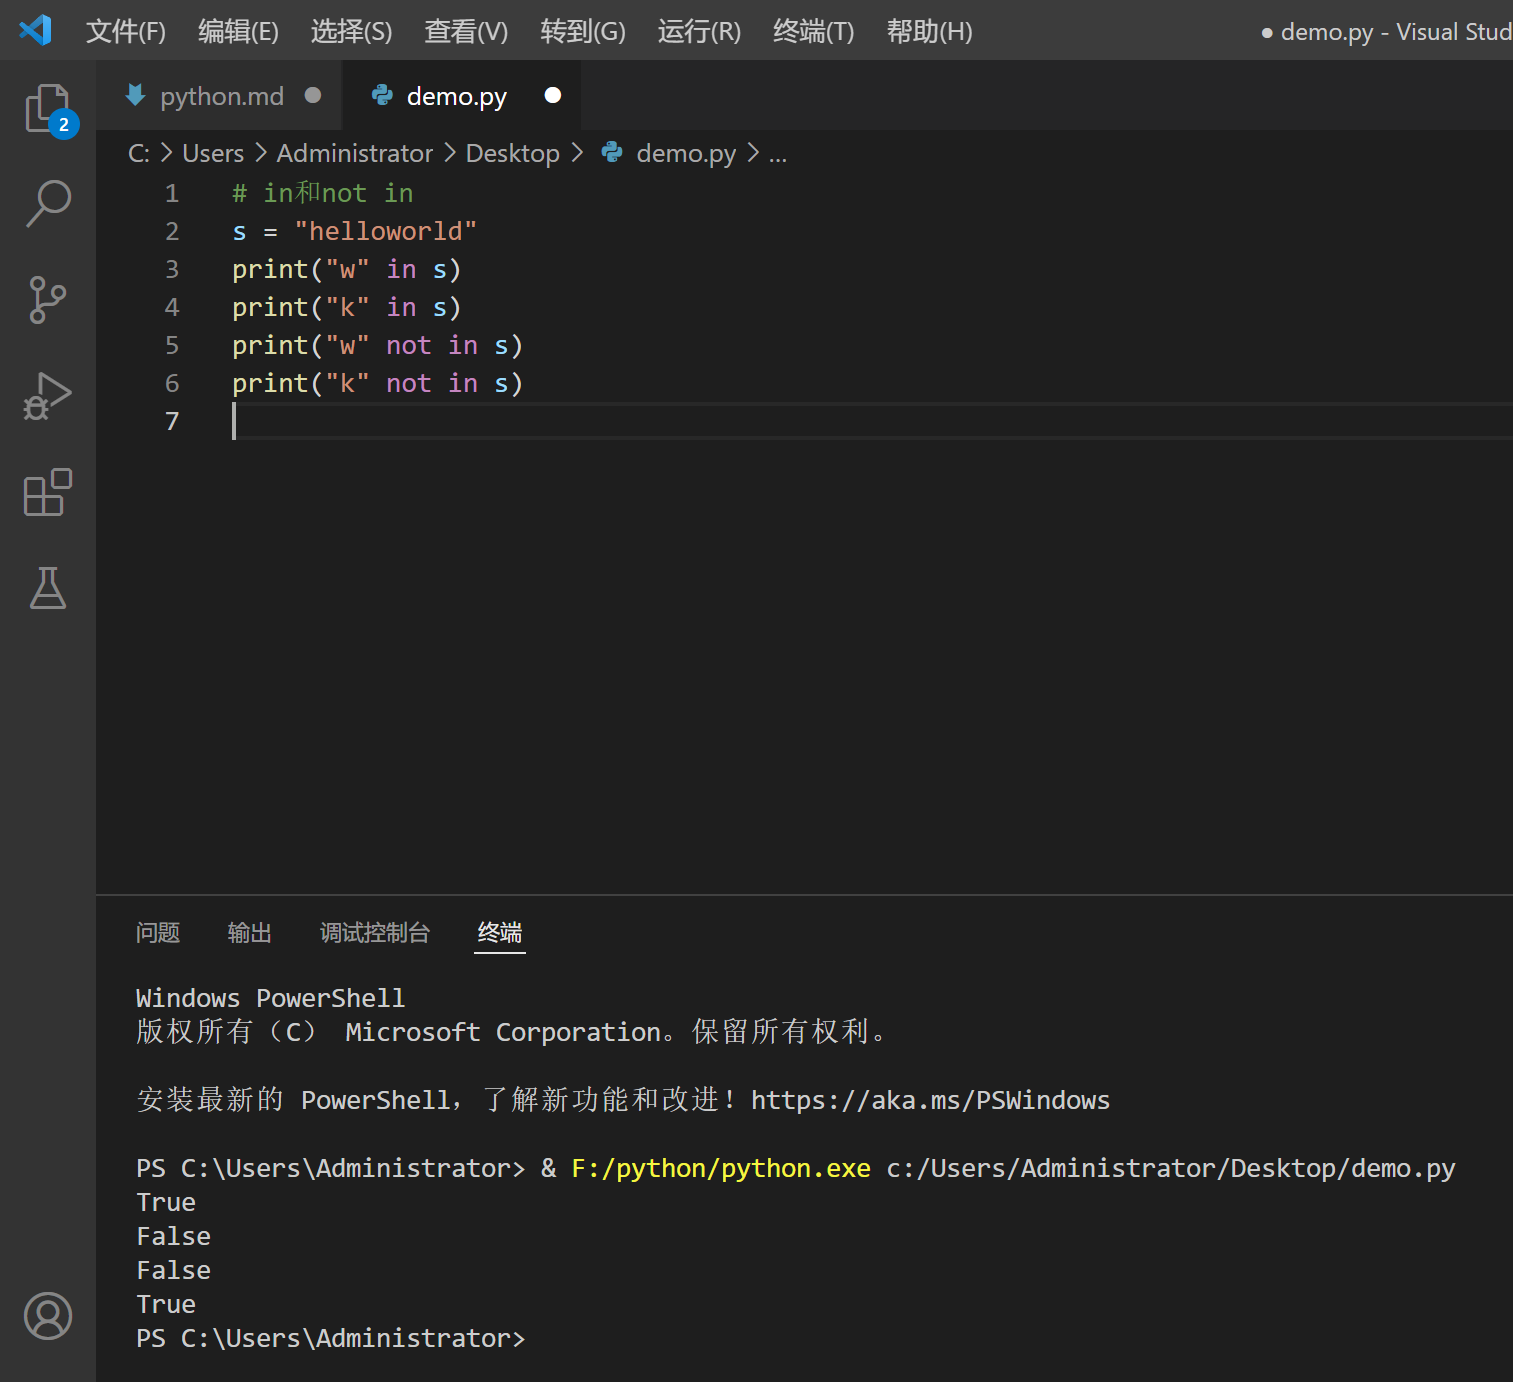 文件(F) 编辑(E) 选择(S) 查看(V) 转到(G) 运行(R) 终端(T) 帮助(H) ● demo.py - Visual Stud
2
python.md ● demo.py ●
C: > Users > Administrator > Desktop > demo.py > ...
1 # in和not in
2 s = "helloworld"
3 print("w" in s)
4 print("k" in s)
5 print("w" not in s)
6 print("k" not in s)
7
问题 输出 调试控制台 终端
Windows PowerShell
版权所有（C） Microsoft Corporation。保留所有权利。
安装最新的 PowerShell，了解新功能和改进！https://aka.ms/PSWindows
PS C:\Users\Administrator> & F:/python/python.exe c:/Users/Administrator/Desktop/demo.py
True
False
False
True
PS C:\Users\Administrator>